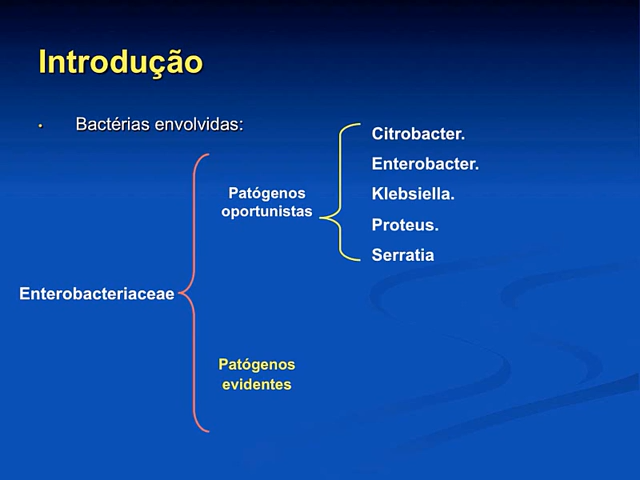 Introdução
• Bactérias envolvidas:
Citrobacter.
Enterobacter.
Klebsiella.
Proteus.
Serratia
Patógenos
oportunistas
Enterobacteriaceae
Patógenos
evidentes